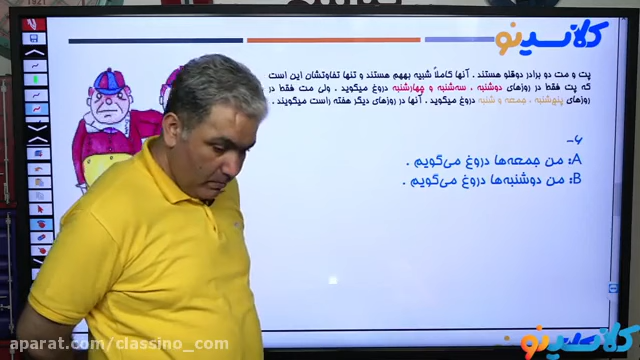 کلاسینو
پت و مت دو برادر دوقلو هستند . آنها کاملاً شبیه بههم هستند و تنها تفاوتشان این است
که پت فقط در روزهای دوشنبه ، سه‌شنبه و چهارشنبه دروغ میگوید . ولی مت فقط در
روزهای پنج‌شنبه ، جمعه و شنبه دروغ میگوید . آنها در روزهای دیگر هفته راست میگویند .
۶-
A: من جمعه‌ها دروغ می‌گویم .
B: من دوشنبه‌ها دروغ می‌گویم .
aparat.com/classino_com
کلاسینو